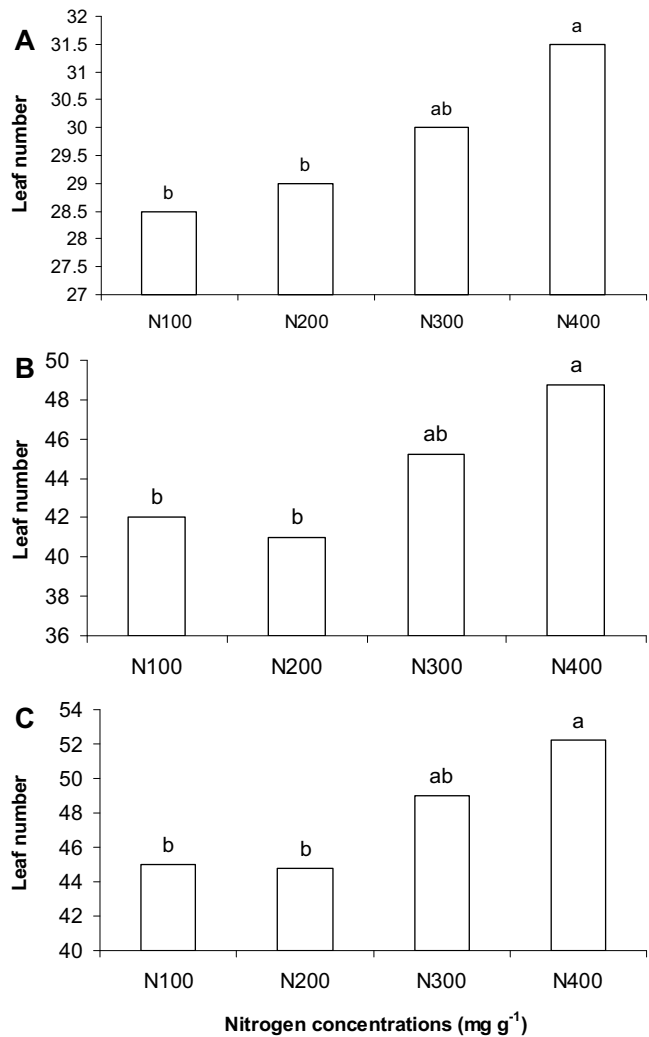 A
Leaf number
32
31.5
31
30.5
30
29.5
29
28.5
28
27.5
27
b
b
ab
a
N100 N200 N300 N400
B
Leaf number
50
48
46
44
42
40
38
36
b
b
ab
a
N100 N200 N300 N400
C
Leaf number
54
52
50
48
46
44
42
40
b
b
ab
a
N100 N200 N300 N400
Nitrogen concentrations (mg g⁻¹)